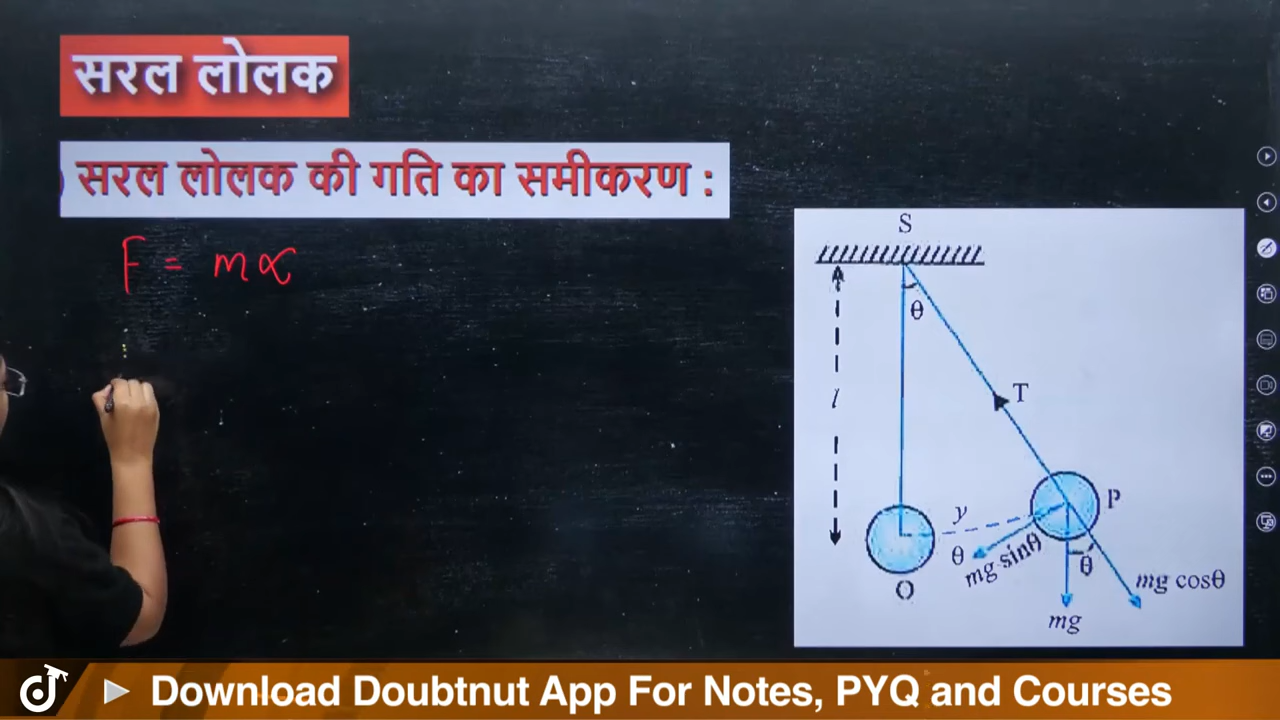 सरल लोलक
सरल लोलक की गति का समीकरण :
F = mα
S
θ
T
l
y
P
θ
mg sinθ
θ
mg cosθ
O
mg
Download Doubtnut App For Notes, PYQ and Courses